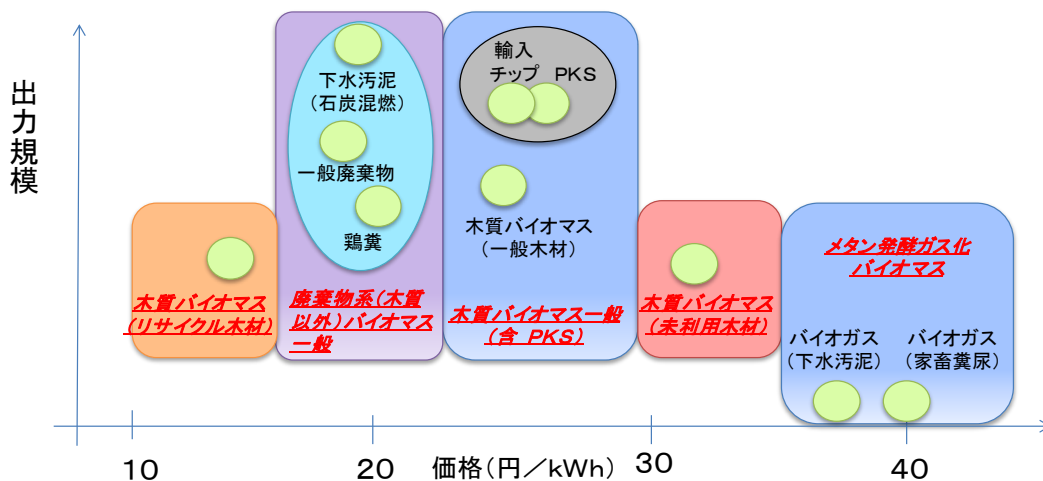 出力規模
下水汚泥
(石炭混燃)
一般廃棄物
鶏糞
輸入
チップ PKS
木質バイオマス
(一般木材)
木質バイオマス
(リサイクル木材)
廃棄物系(木質
以外)バイオマス
一般
木質バイオマス一般
(含 PKS)
木質バイオマス
(未利用木材)
メタン発酵ガス化
バイオマス
バイオガス
(下水汚泥)
バイオガス
(家畜糞尿)
10
20
価格(円/kWh)
30
40